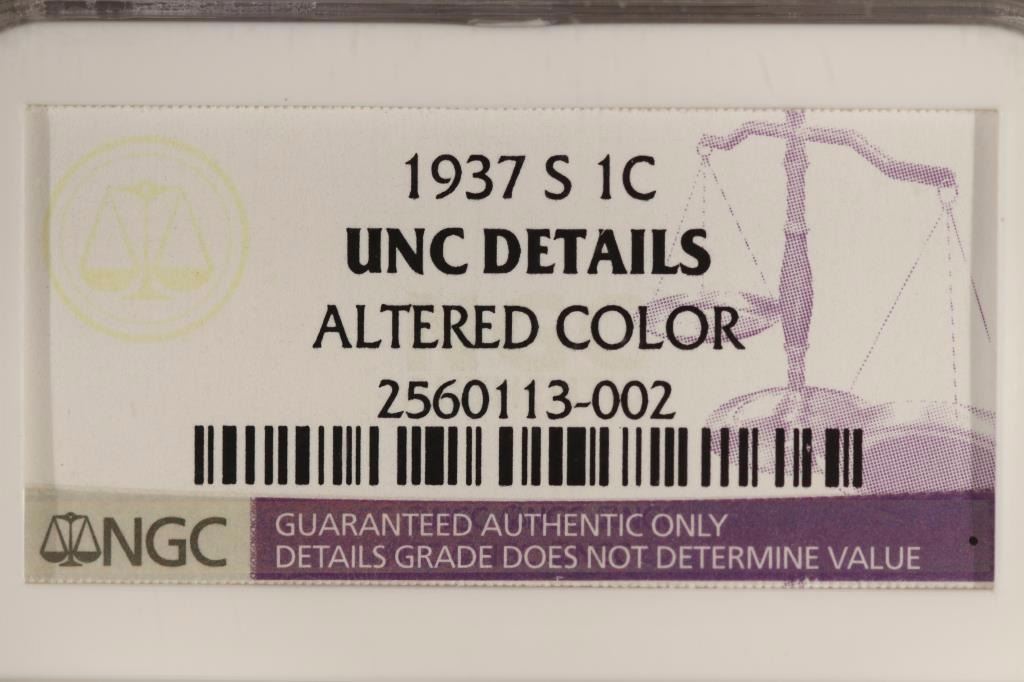 1937 S 1C
UNC DETAILS
ALTERED COLOR
2560113-002
NGC
GUARANTEED AUTHENTIC ONLY
DETAILS GRADE DOES NOT DETERMINE VALUE